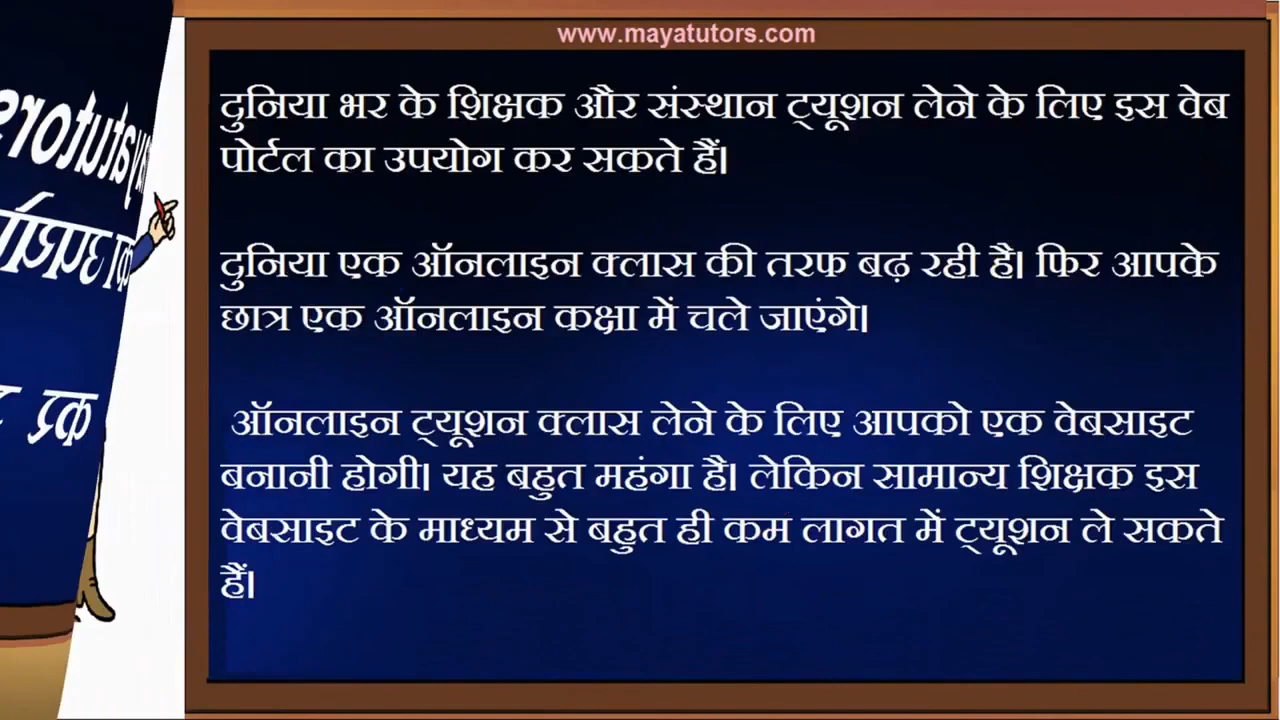 www.mayatutors.com
दुनिया भर के शिक्षक और संस्थान ट्यूशन लेने के लिए इस वेब
पोर्टल का उपयोग कर सकते हैं।
दुनिया एक ऑनलाइन क्लास की तरफ बढ़ रही है। फिर आपके
छात्र एक ऑनलाइन कक्षा में चले जाएंगे।
ऑनलाइन ट्यूशन क्लास लेने के लिए आपको एक वेबसाइट
बनानी होगी। यह बहुत महंगा है। लेकिन सामान्य शिक्षक इस
वेबसाइट के माध्यम से बहुत ही कम लागत में ट्यूशन ले सकते
हैं।